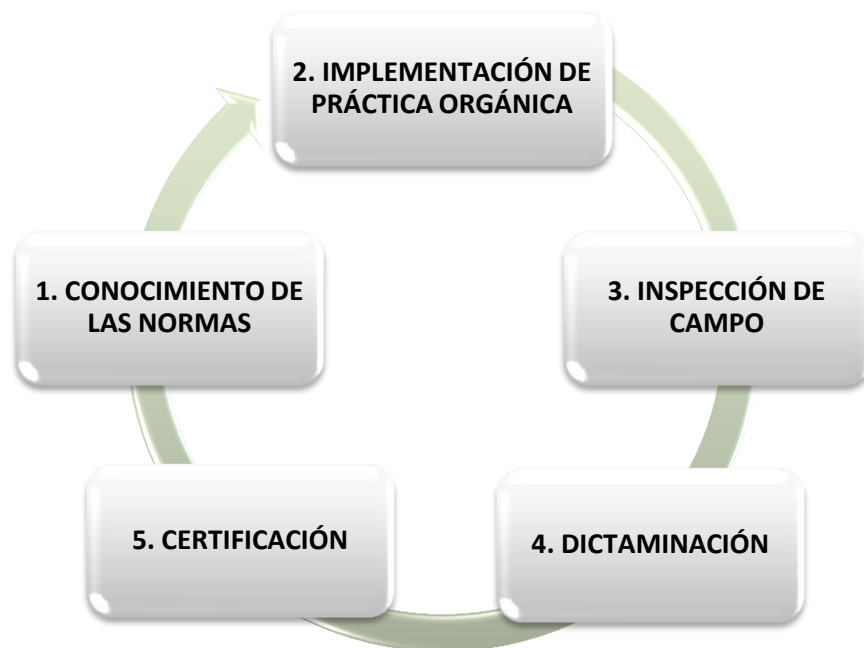 2. IMPLEMENTACIÓN DE
PRÁCTICA ORGÁNICA
1. CONOCIMIENTO DE
LAS NORMAS
3. INSPECCIÓN DE
CAMPO
5. CERTIFICACIÓN
4. DICTAMINACIÓN